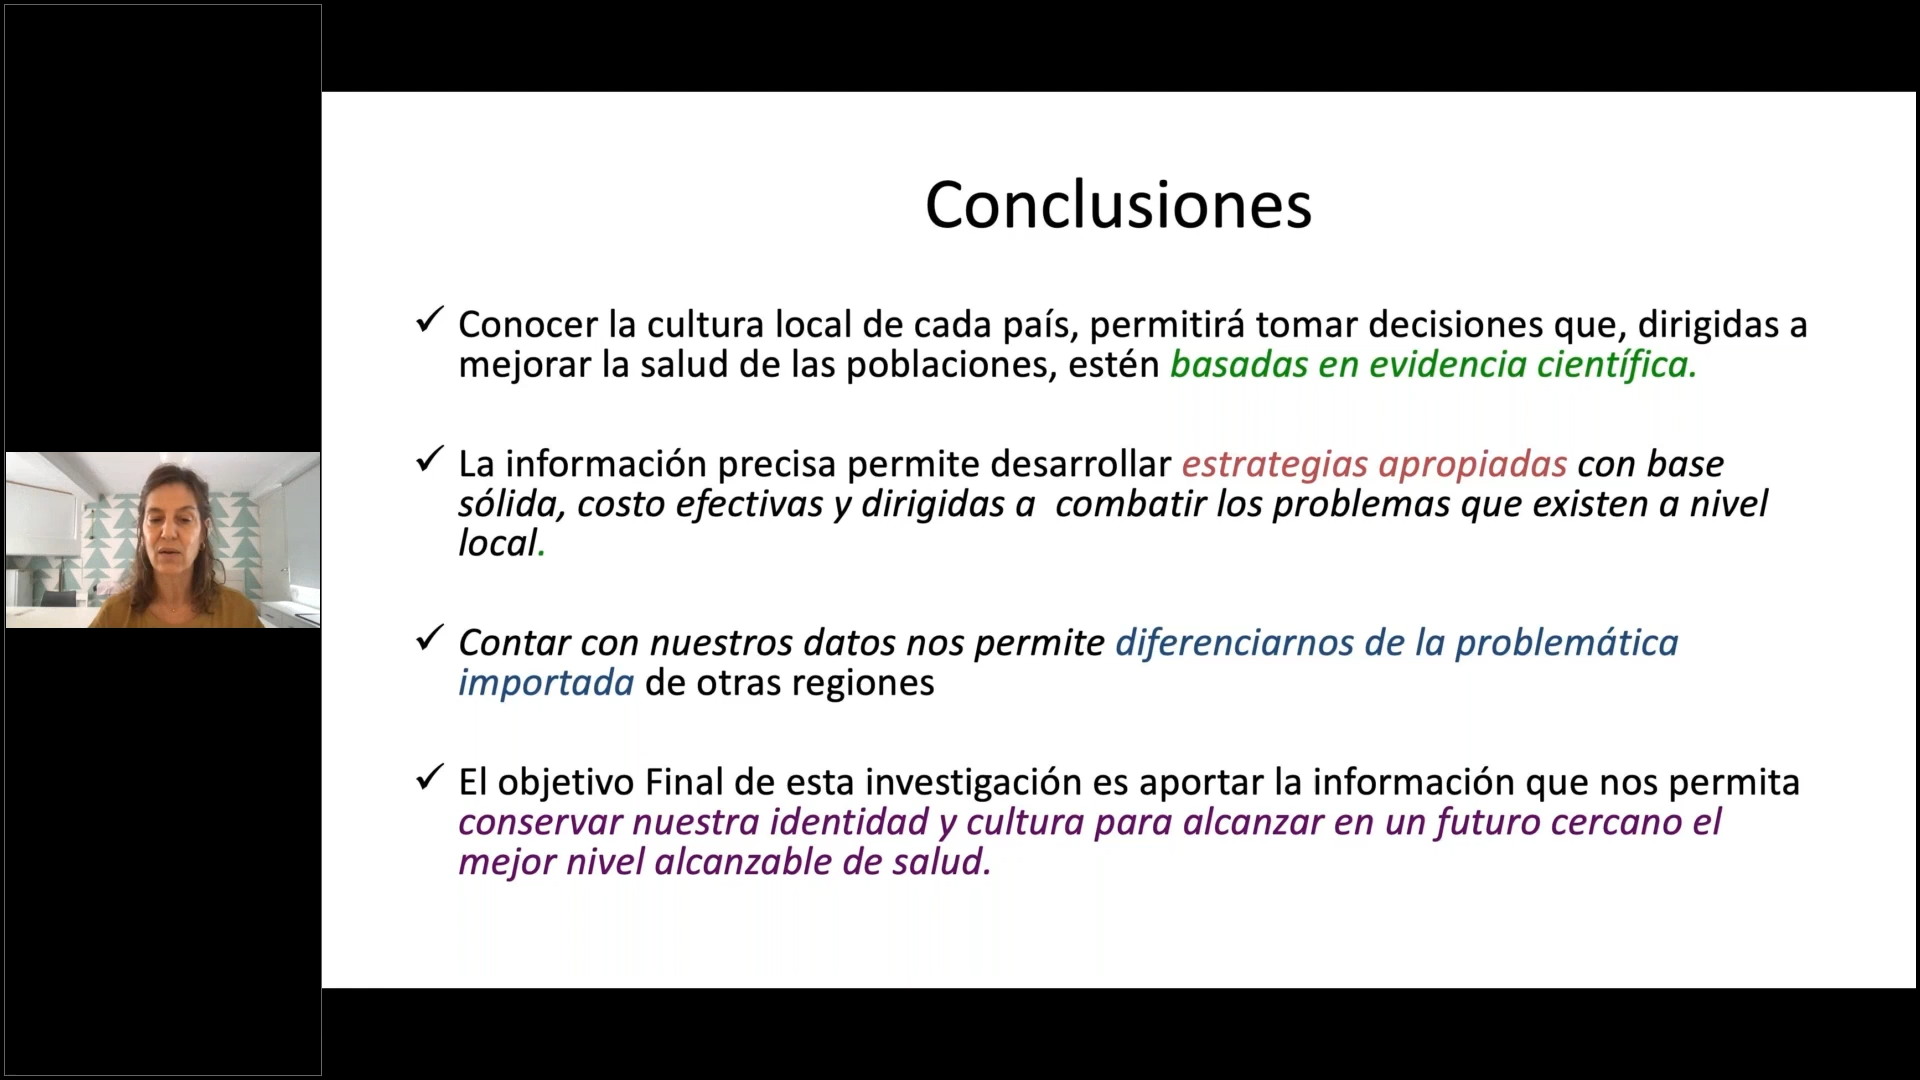 Conclusiones
✓ Conocer la cultura local de cada país, permitirá tomar decisiones que, dirigidas a
mejorar la salud de las poblaciones, estén basadas en evidencia científica.
✓ La información precisa permite desarrollar estrategias apropiadas con base
sólida, costo efectivas y dirigidas a  combatir los problemas que existen a nivel
local.
✓ Contar con nuestros datos nos permite diferenciarnos de la problemática
importada de otras regiones
✓ El objetivo Final de esta investigación es aportar la información que nos permita
conservar nuestra identidad y cultura para alcanzar en un futuro cercano el
mejor nivel alcanzable de salud.